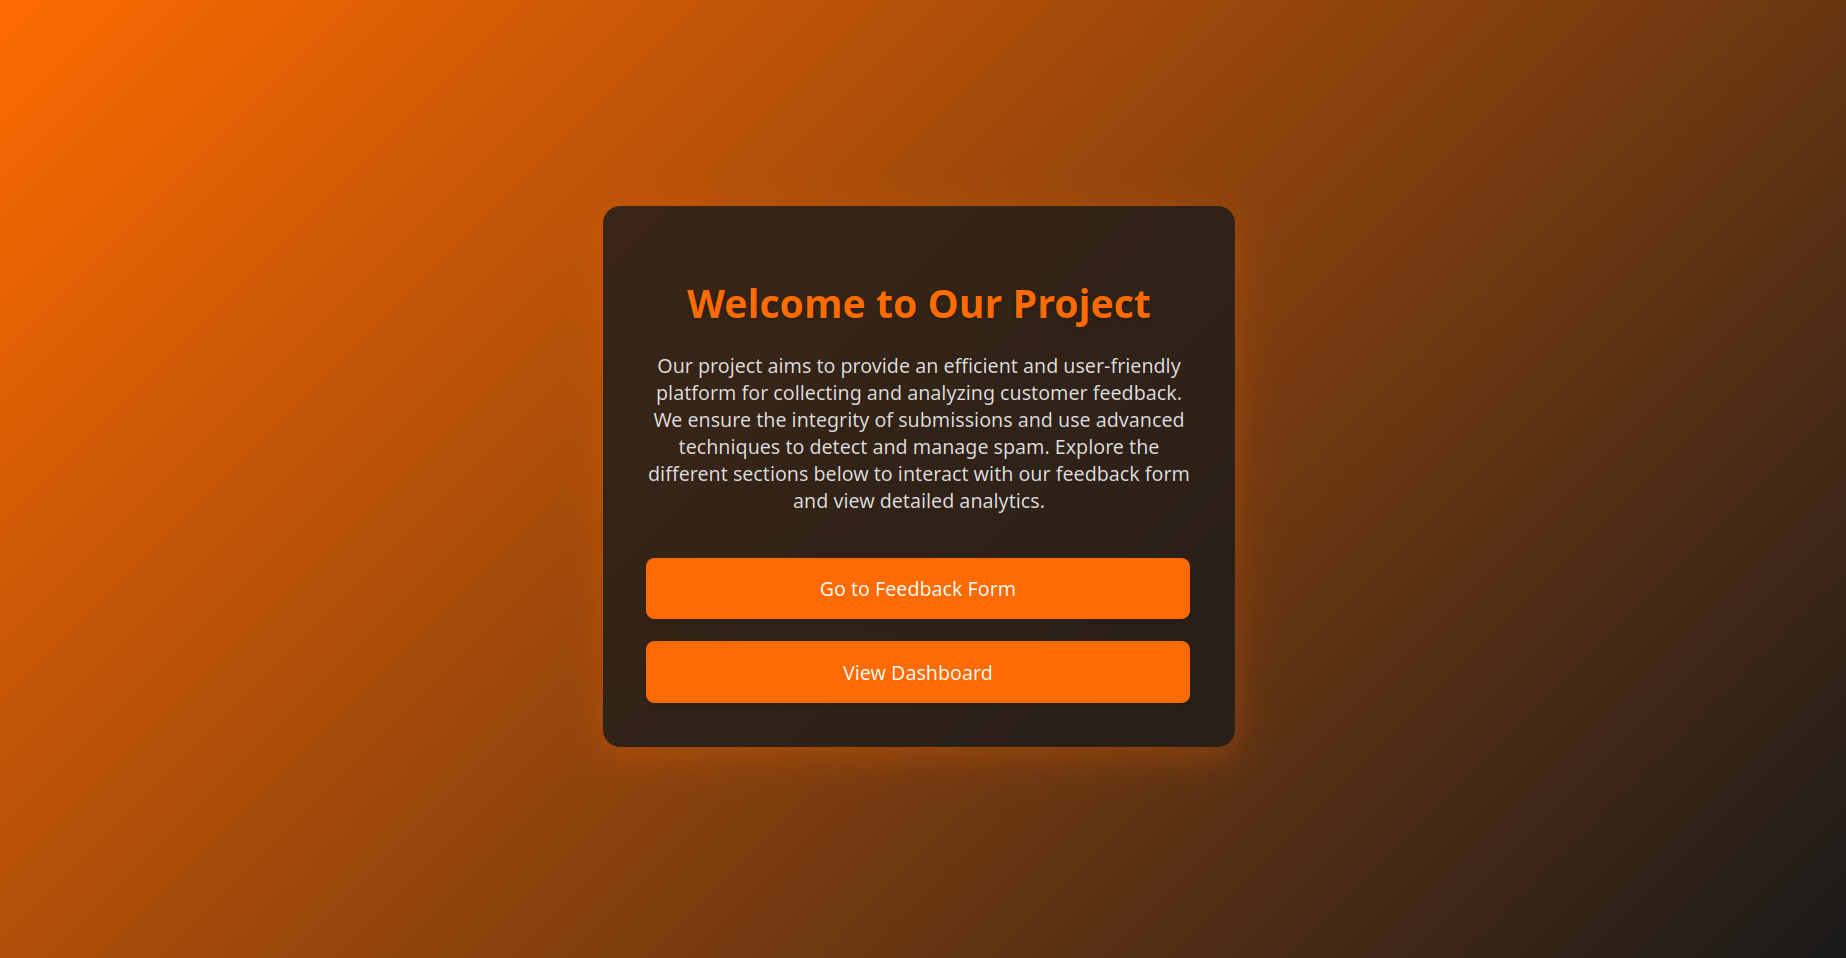 Welcome to Our Project
Our project aims to provide an efficient and user-friendly
platform for collecting and analyzing customer feedback.
We ensure the integrity of submissions and use advanced
techniques to detect and manage spam. Explore the
different sections below to interact with our feedback form
and view detailed analytics.
Go to Feedback Form
View Dashboard